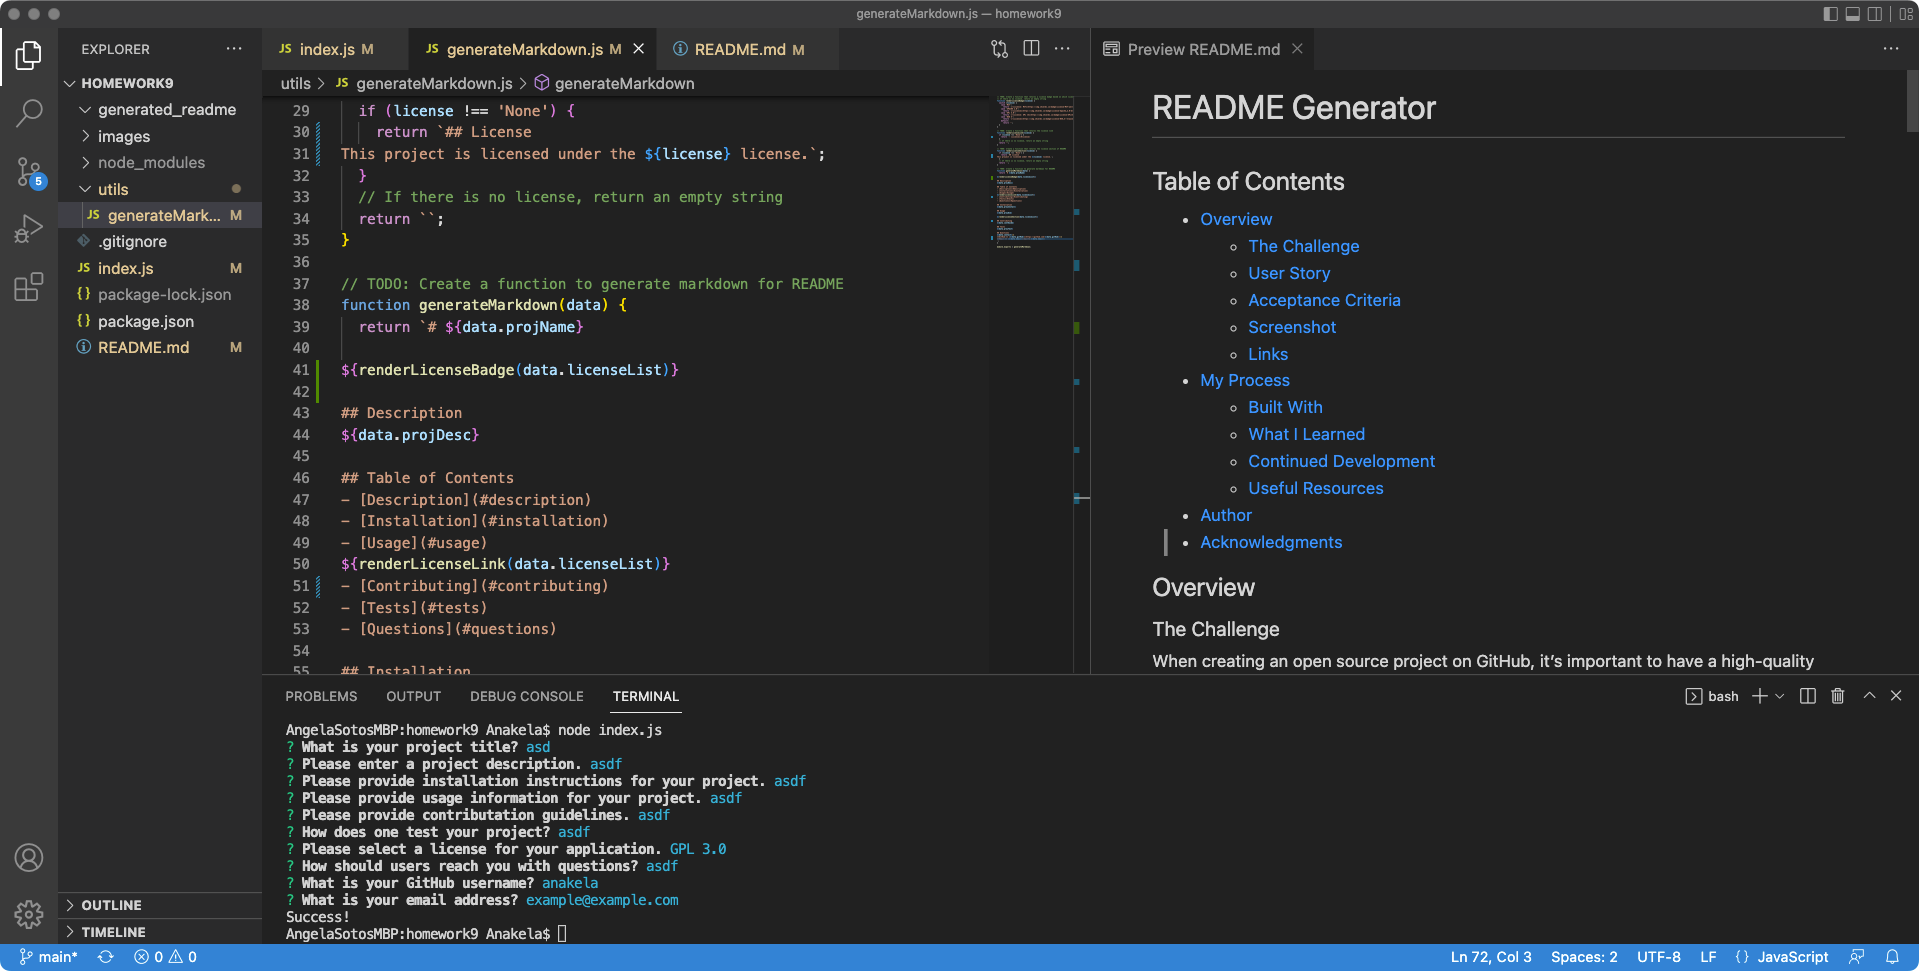 generateMarkdown.js — homework9
EXPLORER
HOMEWORK9
generated_readme
images
node_modules
utils
JS generateMark... M
.gitignore
JS index.js M
{} package-lock.json
{} package.json
README.md M
OUTLINE
TIMELINE
5
JS index.js M
JS generateMarkdown.js M
README.md M
utils > JS generateMarkdown.js > generateMarkdown
29 if (license !== 'None') {
30 return `## License
31 This project is licensed under the ${license} license.`;
32 }
33 // If there is no license, return an empty string
34 return ``;
35 }
36
37 // TODO: Create a function to generate markdown for README
38 function generateMarkdown(data) {
39 return `# ${data.projName}
40
41 ${renderLicenseBadge(data.licenseList)}
42
43 ## Description
44 ${data.projDesc}
45
46 ## Table of Contents
47 - [Description](#description)
48 - [Installation](#installation)
49 - [Usage](#usage)
50 ${renderLicenseLink(data.licenseList)}
51 - [Contributing](#contributing)
52 - [Tests](#tests)
53 - [Questions](#questions)
54
55 ## Installation
Preview README.md
README Generator
Table of Contents
• Overview
◦ The Challenge
◦ User Story
◦ Acceptance Criteria
◦ Screenshot
◦ Links
• My Process
◦ Built With
◦ What I Learned
◦ Continued Development
◦ Useful Resources
• Author
• Acknowledgments
Overview
The Challenge
When creating an open source project on GitHub, it’s important to have a high-quality
PROBLEMS OUTPUT DEBUG CONSOLE TERMINAL
bash
AngelaSotosMBP:homework9 Anakela$ node index.js
? What is your project title? asd
? Please enter a project description. asdf
? Please provide installation instructions for your project. asdf
? Please provide usage information for your project. asdf
? Please provide contributation guidelines. asdf
? How does one test your project? asdf
? Please select a license for your application. GPL 3.0
? How should users reach you with questions? asdf
? What is your GitHub username? anakela
? What is your email address? example@example.com
Success!
AngelaSotosMBP:homework9 Anakela$
main* 0 0
Ln 72, Col 3 Spaces: 2 UTF-8 LF {} JavaScript